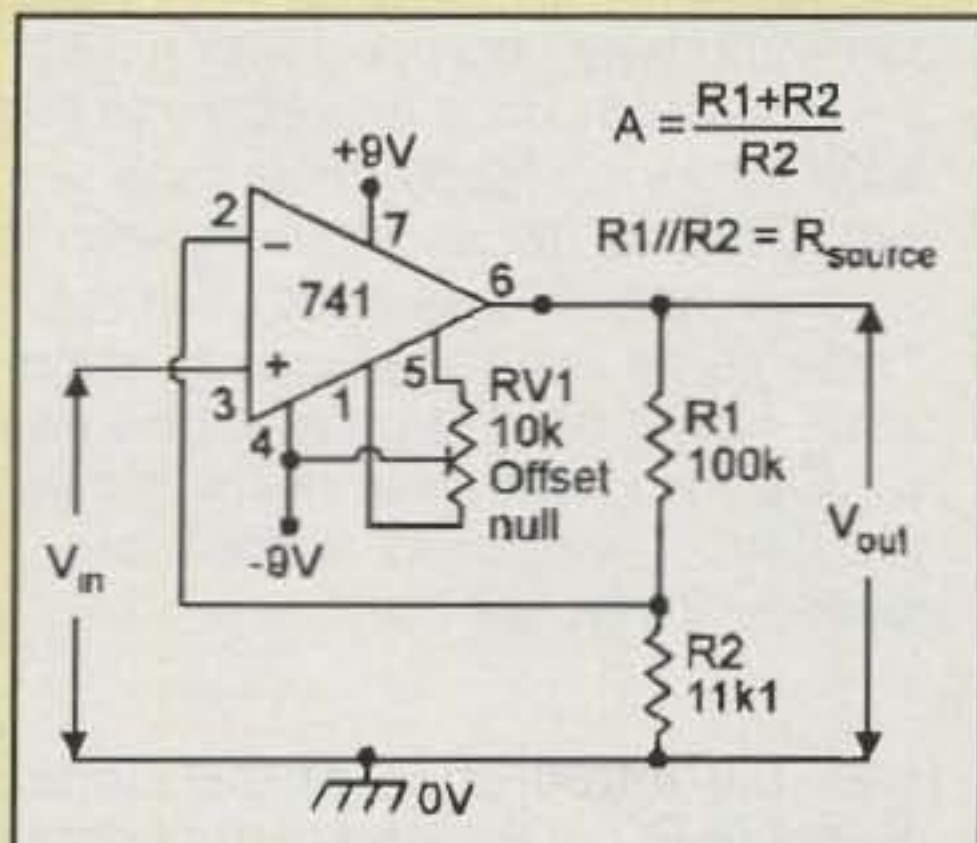 A = R1+R2
R2
+9V
R1//R2 = Rsource
2
7
−
6
741
+
5
3
1
4
RV1
10k
Offset
null
R1
100k
-9V
Vin
Vout
R2
11k1
0V